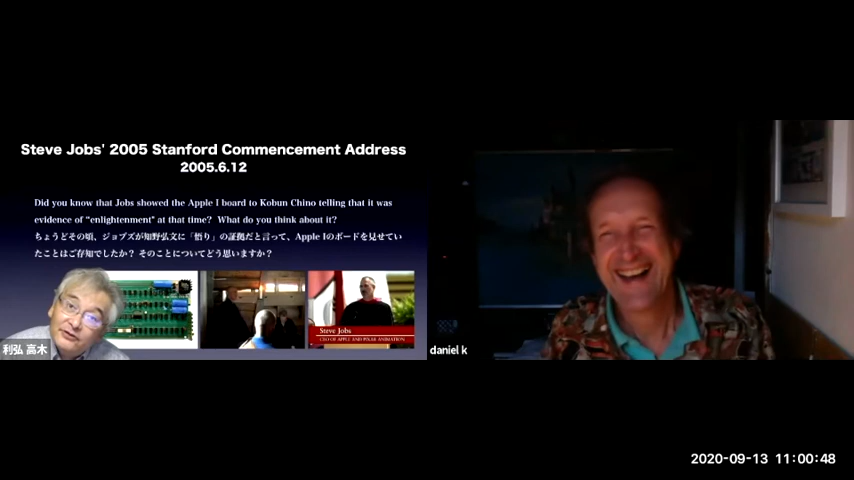 Steve Jobs' 2005 Stanford Commencement Address
2005.6.12
Did you know that Jobs showed the Apple I board to Kobun Chino telling that it was
evidence of “enlightenment” at that time?  What do you think about it?
ちょうどその頃、ジョブズが知野弘文に「悟り」の証拠だと言って、Apple Iのボードを見せてい
たことはご存知でしたか？ そのことについてどう思いますか？
Steve Jobs
CEO OF APPLE AND PIXAR ANIMATION
利弘 高木
daniel k
2020-09-13 11:00:48